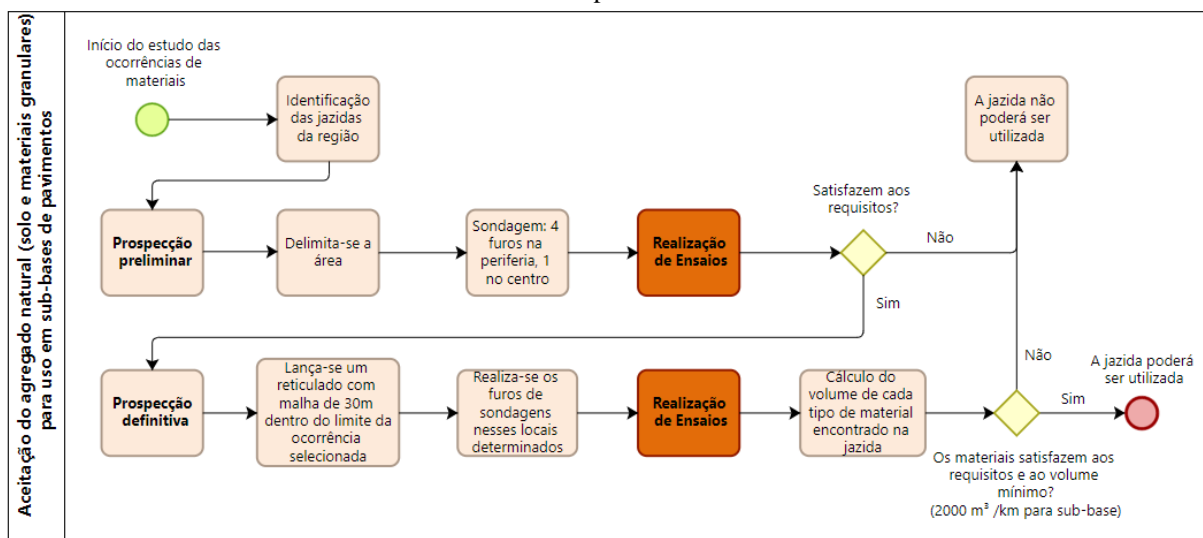 Aceitação do agregado natural (solo e materiais granulares)
para uso em sub-bases de pavimentos
Início do estudo das
ocorrências de
materiais
Identificação
das jazidas
da região
A jazida não
poderá ser
utilizada
Prospecção
preliminar
Delimita-se a
área
Sondagem: 4
furos na
periferia, 1
no centro
Realização
de Ensaios
Satisfazem aos
requisitos?
Não
Sim
Prospecção
definitiva
Lança-se um
reticulado com
malha de 30m
dentro do limite da
ocorrência
selecionada
Realiza-se os
furos de
sondagens
nesses locais
determinados
Realização
de Ensaios
Cálculo do
volume de cada
tipo de material
encontrado na
jazida
Os materiais satisfazem aos
requisitos e ao volume
mínimo?
(2000 m³ /km para sub-base)
Não
Sim
A jazida poderá
ser utilizada